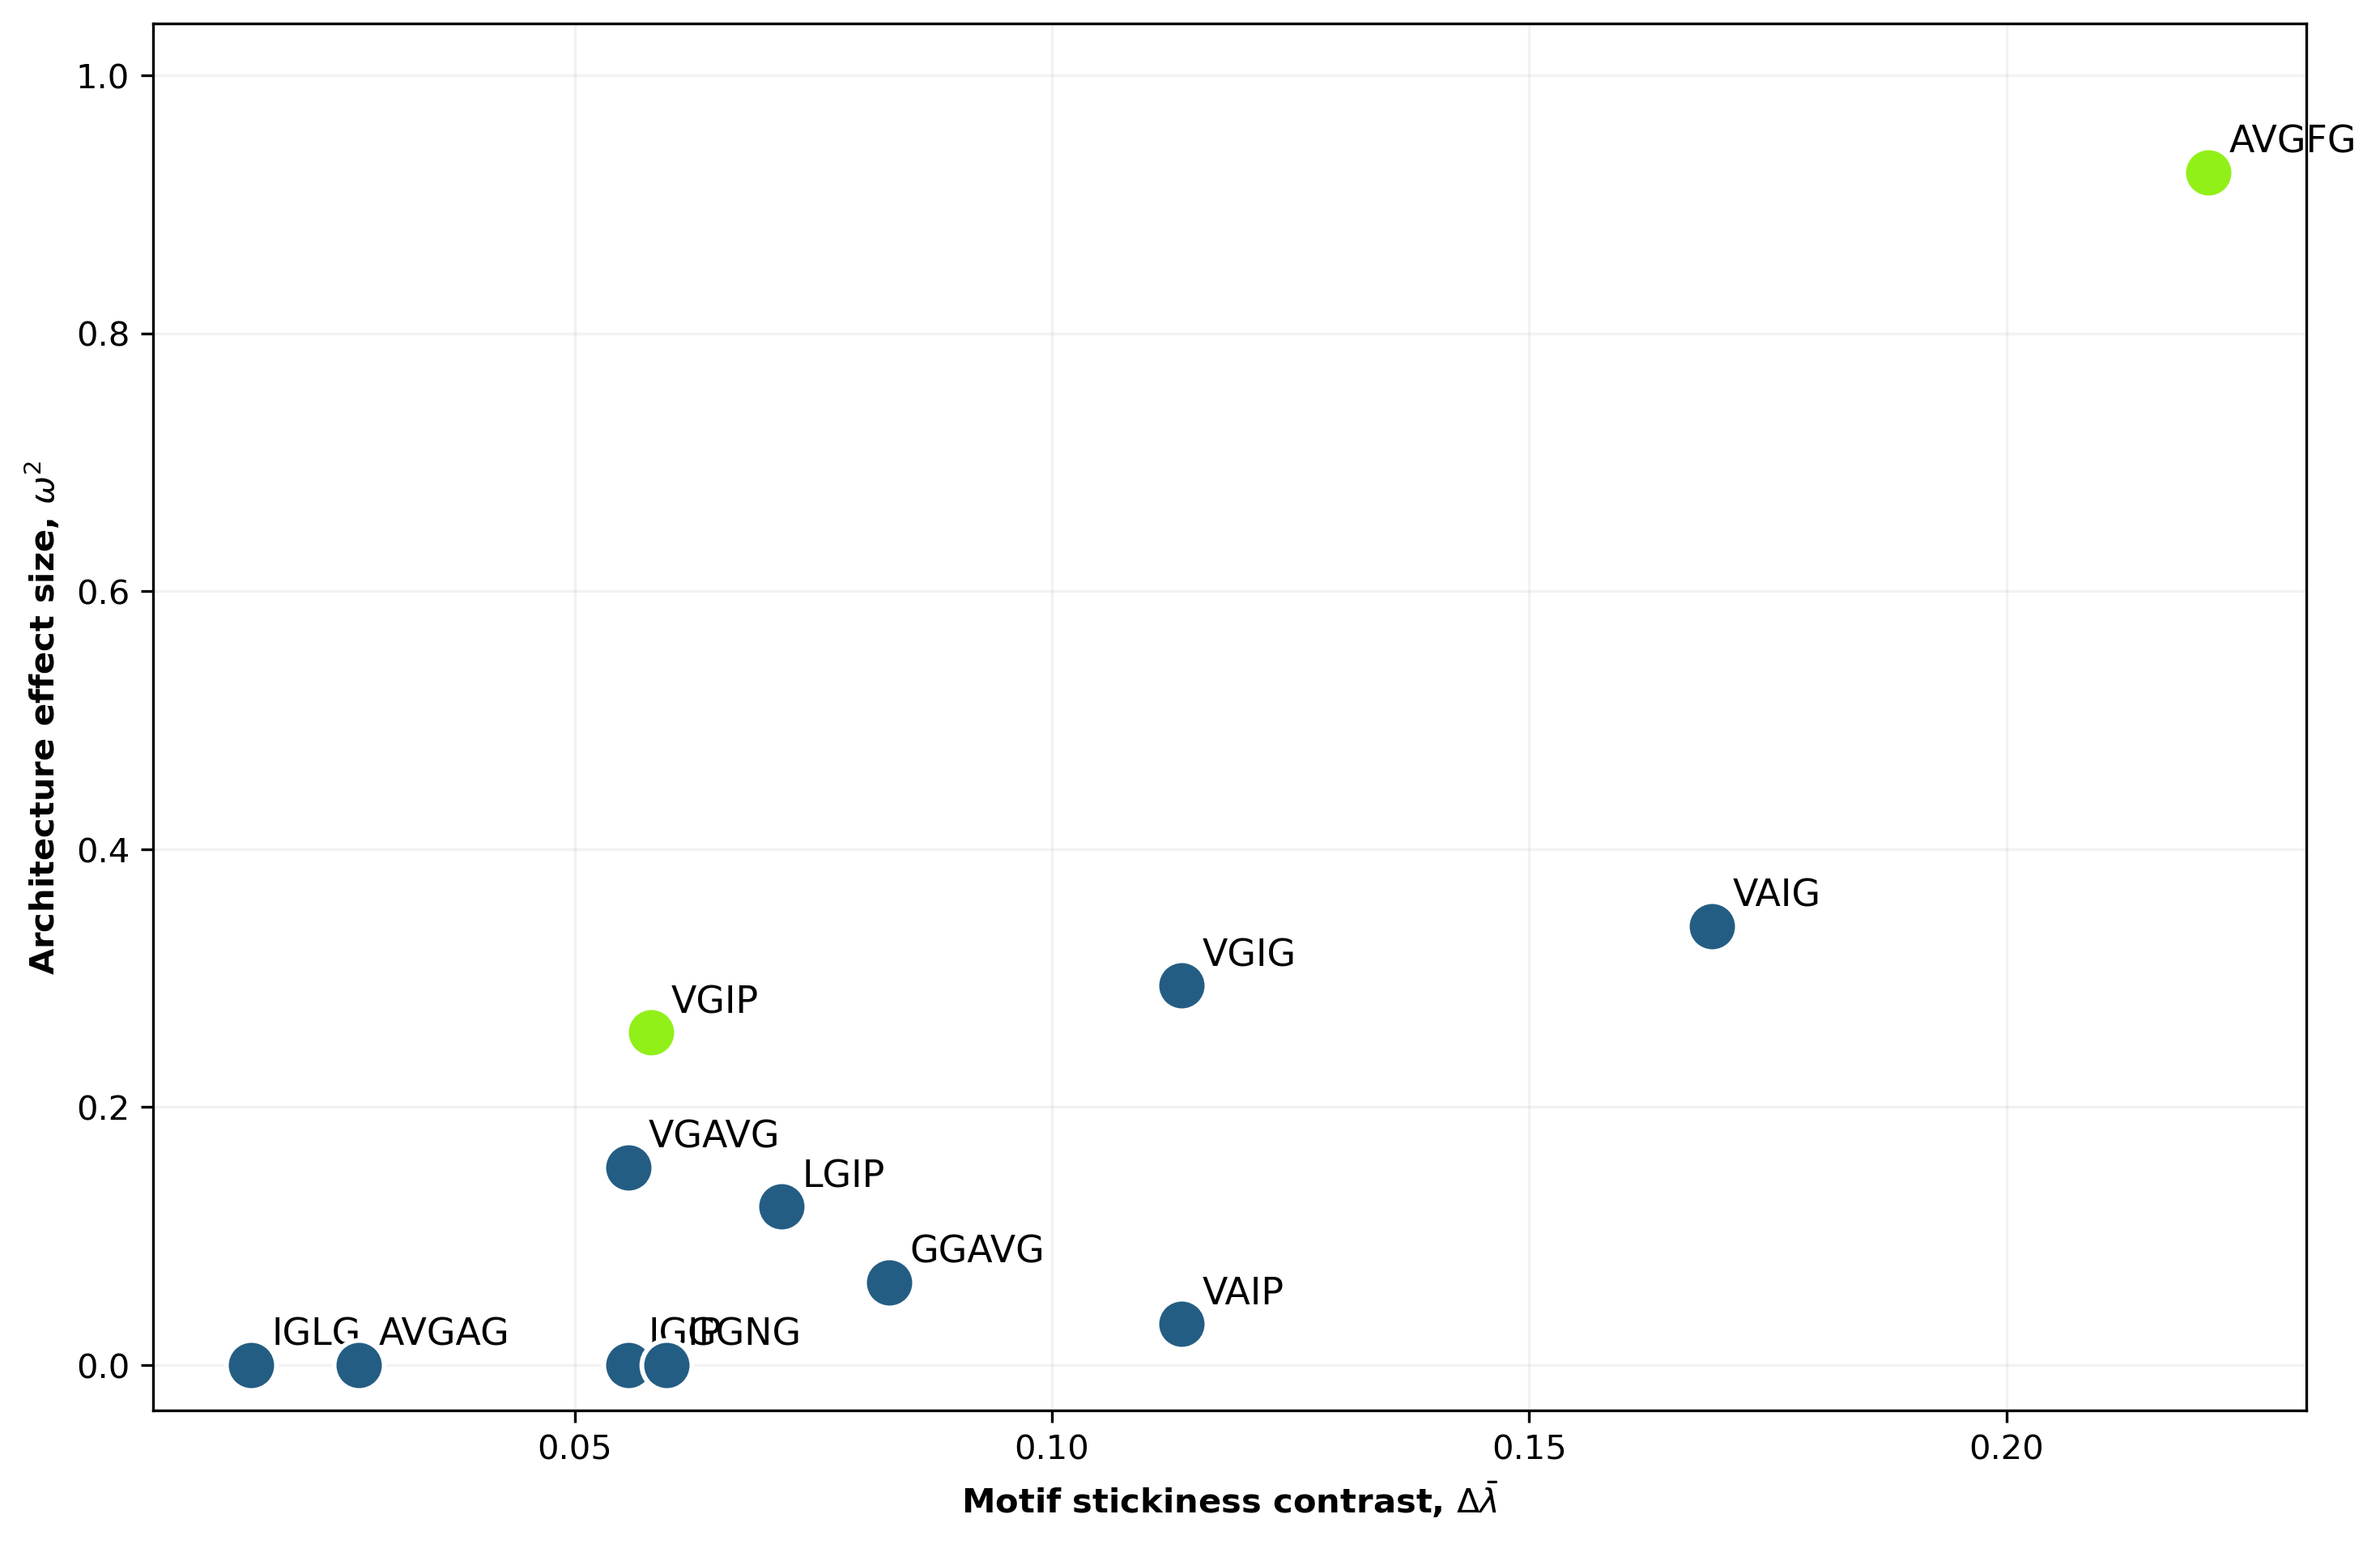 1.0
0.8
0.6
0.4
0.2
0.0
Architecture effect size, ω²
AVGFG
VAIG
VGIG
VGIP
VGAVG
LGIP
GGAVG
VAIP
IGLG
AVGAG
IGIP
GNG
0.05
0.10
0.15
0.20
Motif stickiness contrast, Δλ̄